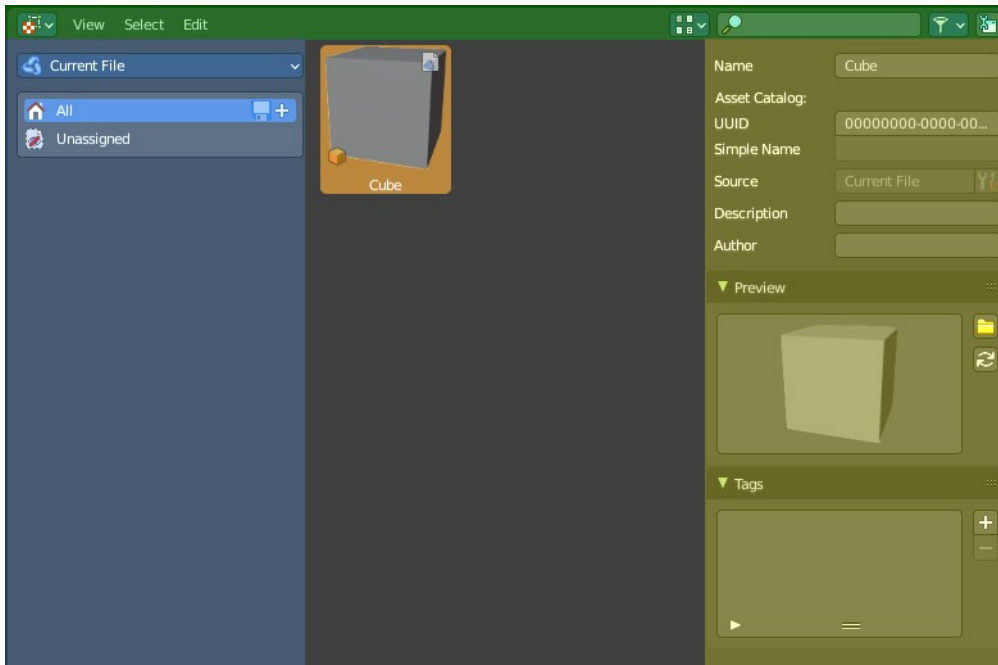 View Select Edit
Current File
All
Unassigned
Cube
Name Cube
Asset Catalog:
UUID 00000000-0000-00...
Simple Name
Source Current File
Description
Author
Preview
Tags